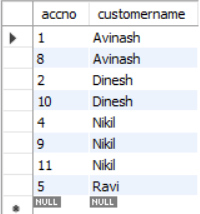 accno customername
1 Avinash
8 Avinash
2 Dinesh
10 Dinesh
4 Nikil
9 Nikil
11 Nikil
5 Ravi
NULL NULL